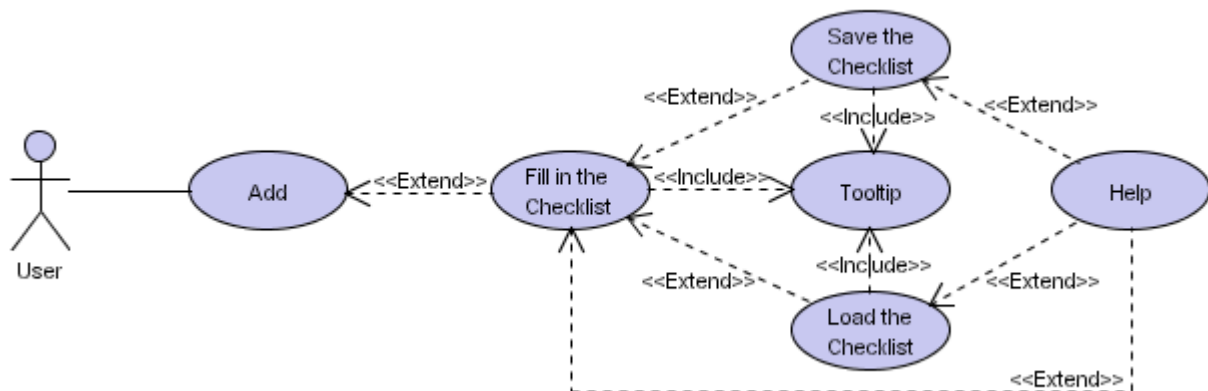 Save the
Checklist
<<Extend>>
<<Include>>
<<Extend>>
User
Add
<<Extend>>
Fill in the
Checklist
<<Include>>
Tooltip
Help
<<Extend>>
<<Include>>
<<Extend>>
Load the
Checklist
<<Extend>>